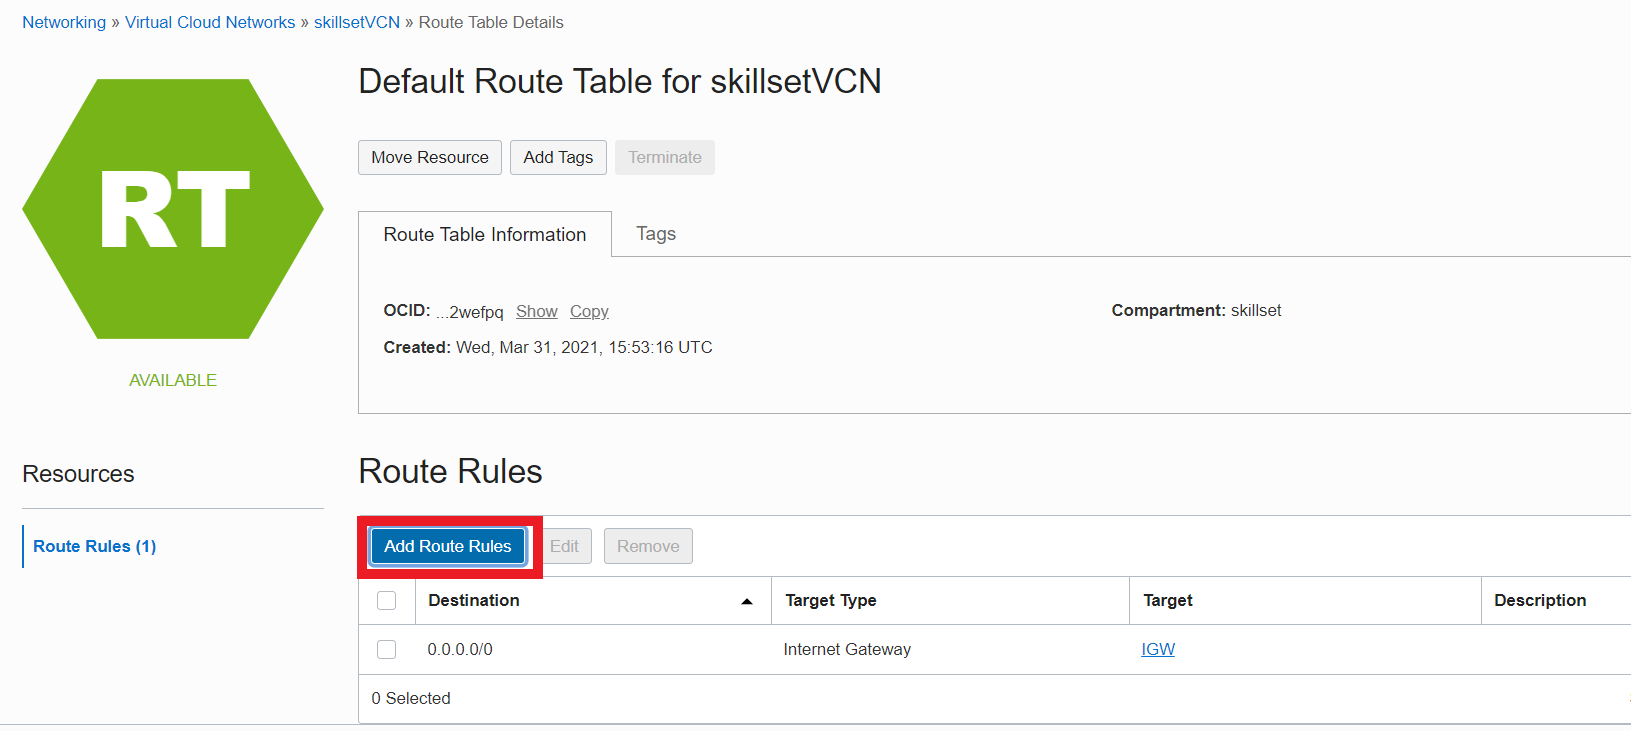 Networking » Virtual Cloud Networks » skillsetVCN » Route Table Details
RT
AVAILABLE
Default Route Table for skillsetVCN
Move Resource Add Tags Terminate
Route Table Information Tags
OCID: ...2wefpq Show Copy
Compartment: skillset
Created: Wed, Mar 31, 2021, 15:53:16 UTC
Resources
Route Rules (1)
Route Rules
Add Route Rules Edit Remove
Destination Target Type Target Description
0.0.0.0/0 Internet Gateway IGW
0 Selected